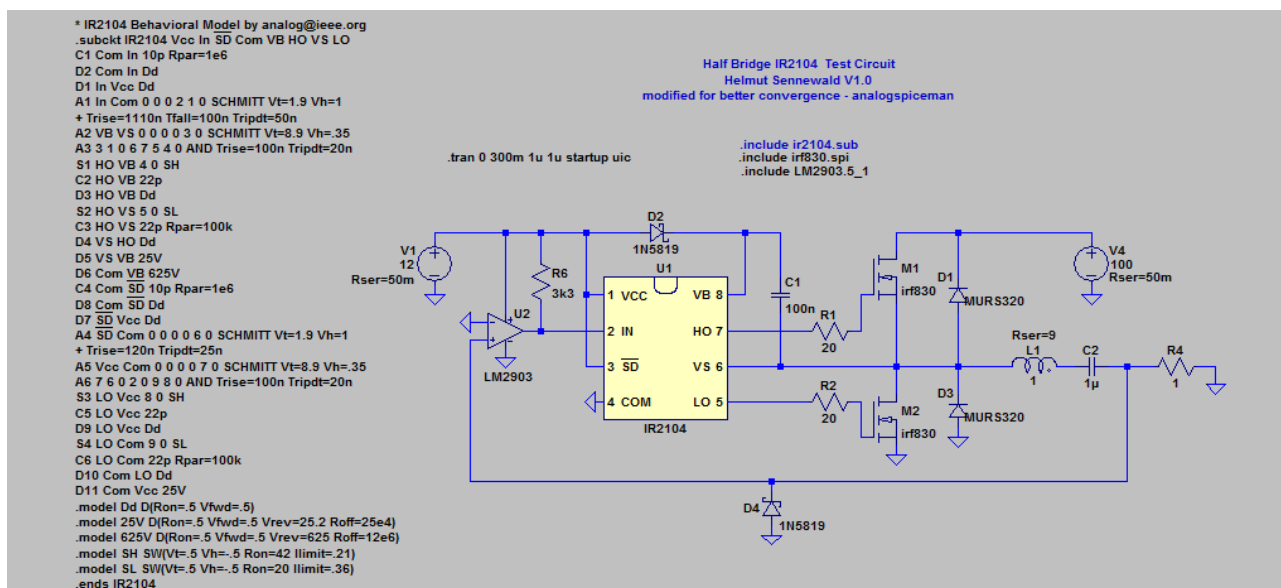 * IR2104 Behavioral Model by analog@ieee.org
.subckt IR2104 Vcc In SD Com VB HO VS LO
C1 Com In 10p Rpar=1e6
D2 Com In Dd
D1 In Vcc Dd
A1 In Com 0 0 0 2 1 0 SCHMITT Vt=1.9 Vh=1
+ Trise=1110n Tfall=100n Tripdt=50n
A2 VB VS 0 0 0 0 3 0 SCHMITT Vt=8.9 Vh=.35
A3 3 1 0 6 7 5 4 0 AND Trise=100n Tripdt=20n
S1 HO VB 4 0 SH
C2 HO VB 22p
D3 HO VB Dd
S2 HO VS 5 0 SL
C3 HO VS 22p Rpar=100k
D4 VS HO Dd
D5 VS VB 25V
D6 Com VB 625V
C4 Com SD 10p Rpar=1e6
D8 Com SD Dd
D7 SD Vcc Dd
A4 SD Com 0 0 0 0 6 0 SCHMITT Vt=1.9 Vh=1
+ Trise=120n Tripdt=25n
A5 Vcc Com 0 0 0 0 7 0 SCHMITT Vt=8.9 Vh=.35
A6 7 6 0 2 0 9 8 0 AND Trise=100n Tripdt=20n
S3 LO Vcc 8 0 SH
C5 LO Vcc 22p
D9 LO Vcc Dd
S4 LO Com 9 0 SL
C6 LO Com 22p Rpar=100k
D10 Com LO Dd
D11 Com Vcc 25V
.model Dd D(Ron=.5 Vfwd=.5)
.model 25V D(Ron=.5 Vfwd=.5 Vrev=25.2 Roff=25e4)
.model 625V D(Ron=.5 Vfwd=.5 Vrev=625 Roff=12e6)
.model SH SW(Vt=.5 Vh=-.5 Ron=42 Ilimit=.21)
.model SL SW(Vt=.5 Vh=-.5 Ron=20 Ilimit=.36)
.ends IR2104
Half Bridge IR2104 Test Circuit
Helmut Sennewald V1.0
modified for better convergence - analogspiceman
.tran 0 300m 1u 1u startup uic
.include ir2104.sub
.include irf830.spi
.include LM2903.5_1
V1
12
Rser=50m
R6
3k3
U2
LM2903
D2
1N5819
U1
1 VCC
2 IN
3 SD
4 COM
VB 8
HO 7
VS 6
LO 5
IR2104
C1
100n
R1
20
R2
20
M1
irf830
M2
irf830
D1
MURS320
D3
MURS320
V4
100
Rser=50m
Rser=9
L1
1
C2
1µ
R4
1
D4
1N5819